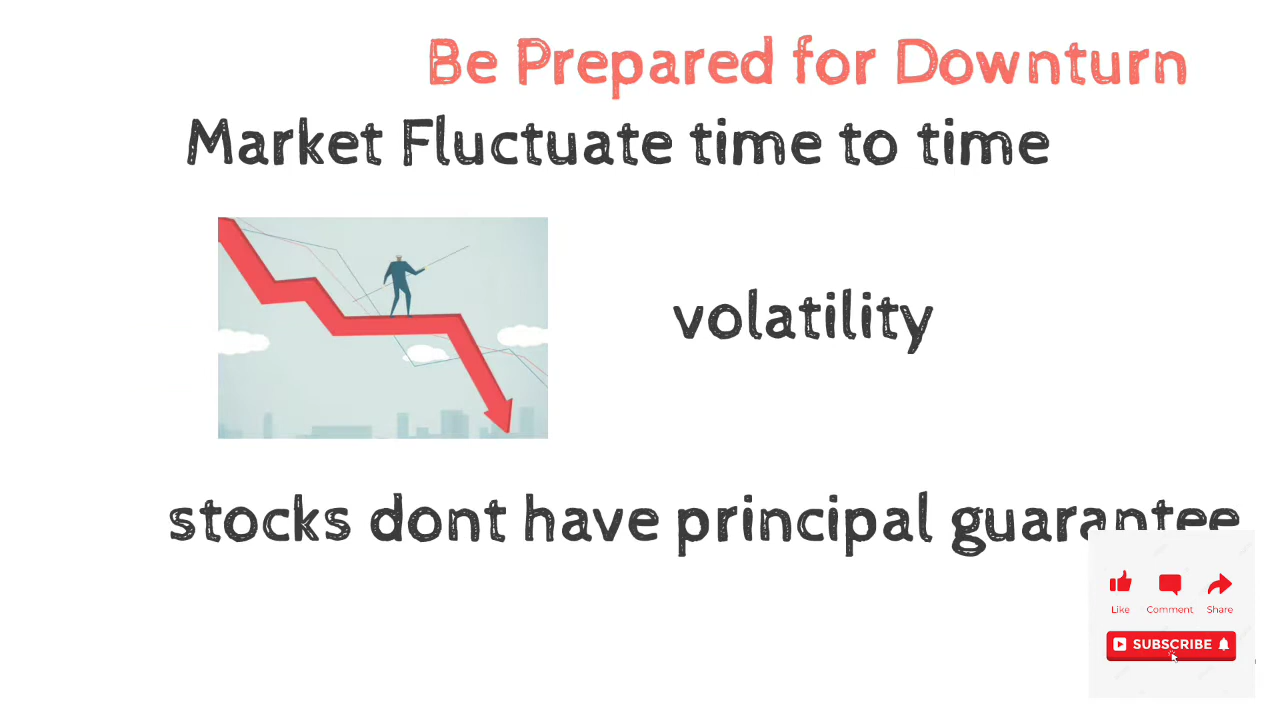 Be Prepared for Downturn
Market Fluctuate time to time
volatility
stocks dont have principal guarantee
Like Comment Share
SUBSCRIBE